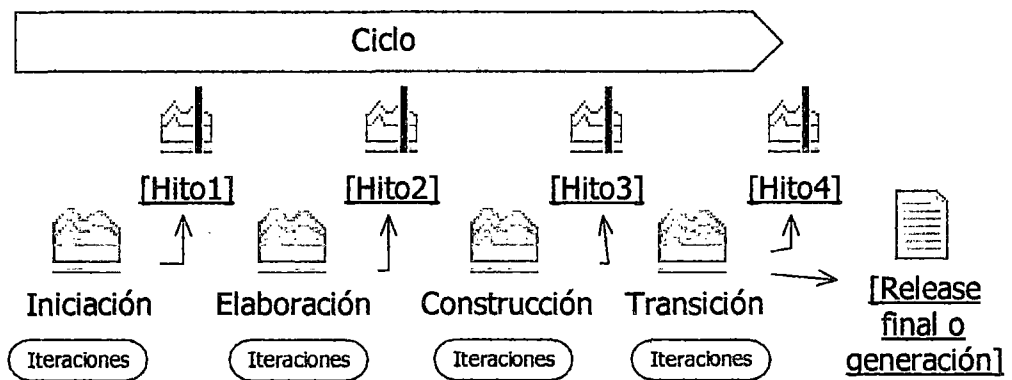 Ciclo
[Hito1]
[Hito2]
[Hito3]
[Hito4]
Iniciación
Elaboración
Construcción
Transición
[Release
final o
generación]
Iteraciones
Iteraciones
Iteraciones
Iteraciones